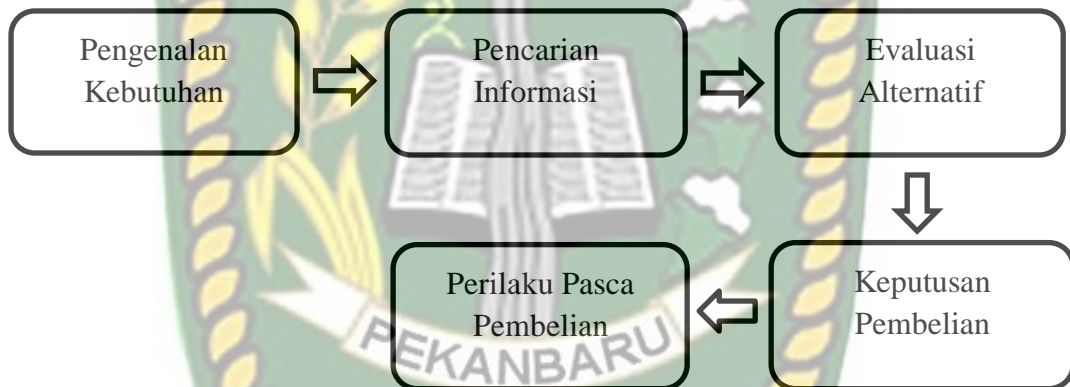 Pengenalan
Kebutuhan
Pencarian
Informasi
Evaluasi
Alternatif
Keputusan
Pembelian
Perilaku Pasca
Pembelian
PEKANBARU